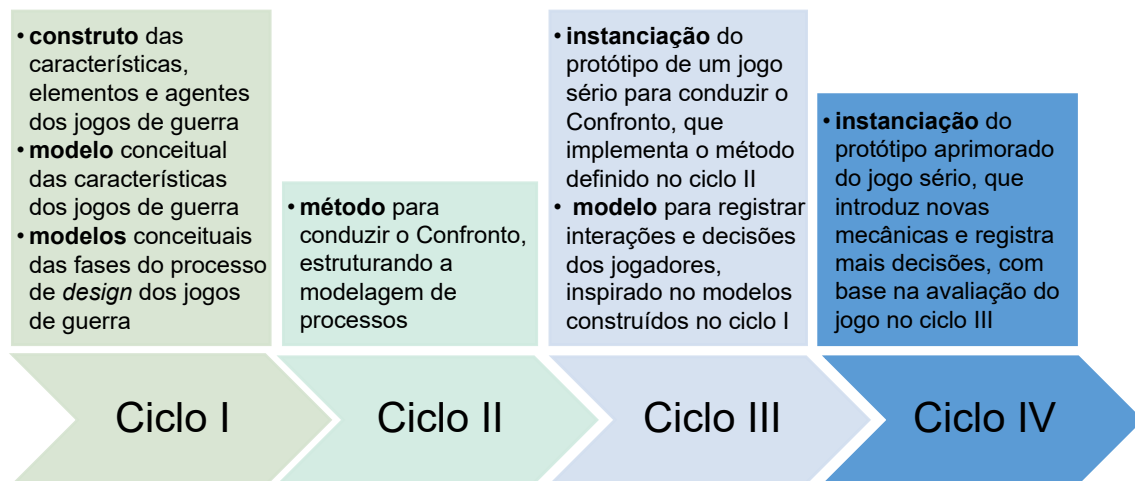 • construto das
características,
elementos e agentes
dos jogos de guerra
• modelo conceitual
das características
dos jogos de guerra
• modelos conceituais
das fases do processo
de design dos jogos
de guerra
• método para
conduzir o Confronto,
estruturando a
modelagem de
processos
• instanciação do
protótipo de um jogo
sério para conduzir o
Confronto, que
implementa o método
definido no ciclo II
• modelo para registrar
interações e decisões
dos jogadores,
inspirado no modelos
construídos no ciclo I
• instanciação do
protótipo aprimorado
do jogo sério, que
introduz novas
mecânicas e registra
mais decisões, com
base na avaliação do
jogo no ciclo III
Ciclo I
Ciclo II
Ciclo III
Ciclo IV